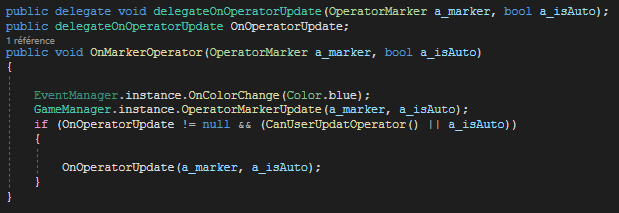 public delegate void delegateOnOperatorUpdate(OperatorMarker a_marker, bool a_isAuto);
public delegateOnOperatorUpdate OnOperatorUpdate;
1 référence
public void OnMarkerOperator(OperatorMarker a_marker, bool a_isAuto)
{
EventManager.instance.OnColorChange(Color.blue);
GameManager.instance.OperatorMarkerUpdate(a_marker, a_isAuto);
if (OnOperatorUpdate != null && (CanUserUpdatOperator() || a_isAuto))
{
OnOperatorUpdate(a_marker, a_isAuto);
}
}